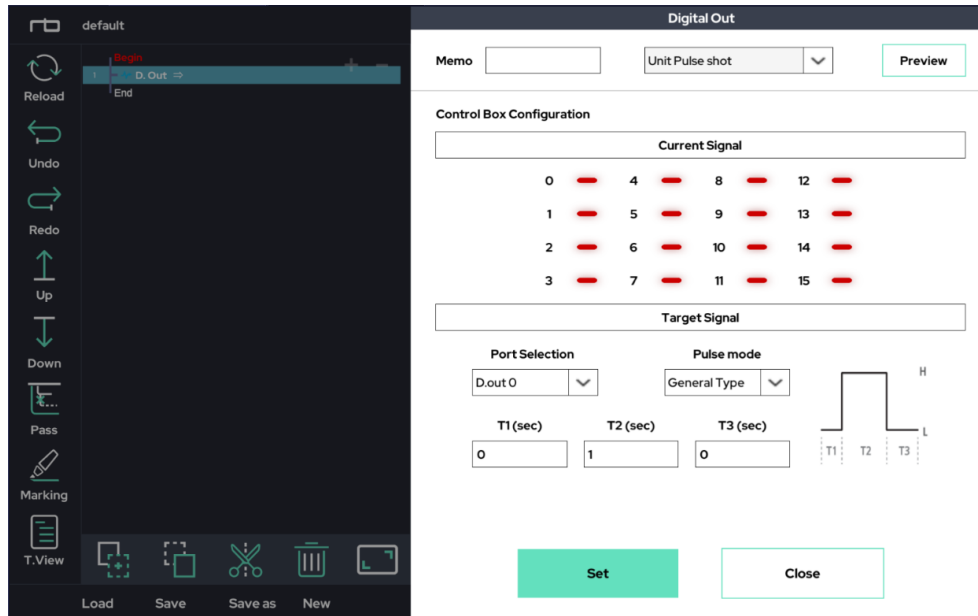 rb default
Reload
Undo
Redo
Up
Down
Pass
Marking
T.View
Begin
1 D. Out ⇒
End
Load Save Save as New
Digital Out
Memo Unit Pulse shot Preview
Control Box Configuration
Current Signal
0 4 8 12
1 5 9 13
2 6 10 14
3 7 11 15
Target Signal
Port Selection Pulse mode
D.out 0 General Type
T1 (sec) T2 (sec) T3 (sec)
0 1 0
H
L
T1 T2 T3
Set Close